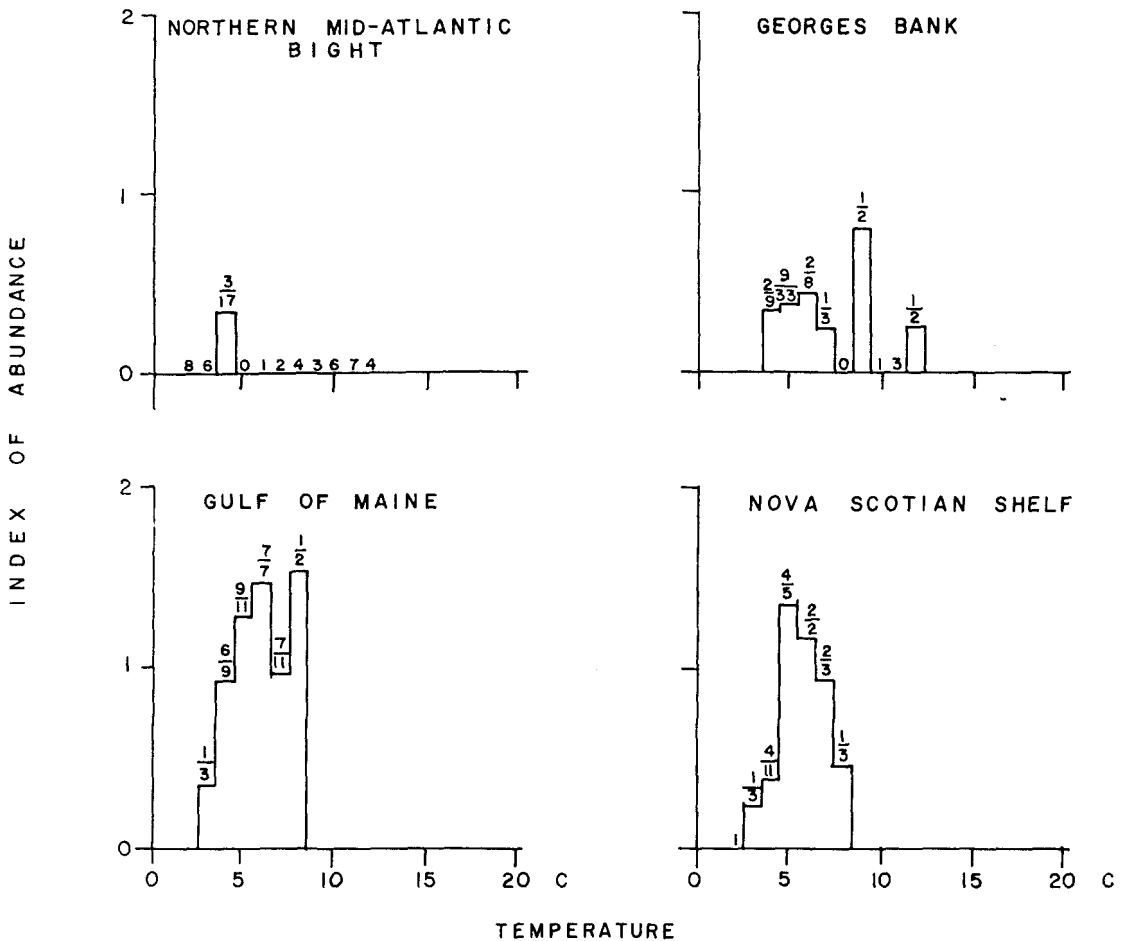 INDEX OF ABUNDANCE
NORTHERN MID-ATLANTIC
BIGHT
2
1
0
3/17
8 6 0 1 2 4 3 6 7 4
GEORGES BANK
2/9 9/33 2/8 1/3 1/2 1/2
0 1 3
GULF OF MAINE
2
1
0
1/3 6/9 9/11 7/7 7/11 1/2
0 5 10 15 20 C
NOVA SCOTIAN SHELF
1 1/3 4/11 4/5 2/2 2/3 1/3
0 5 10 15 20 C
TEMPERATURE